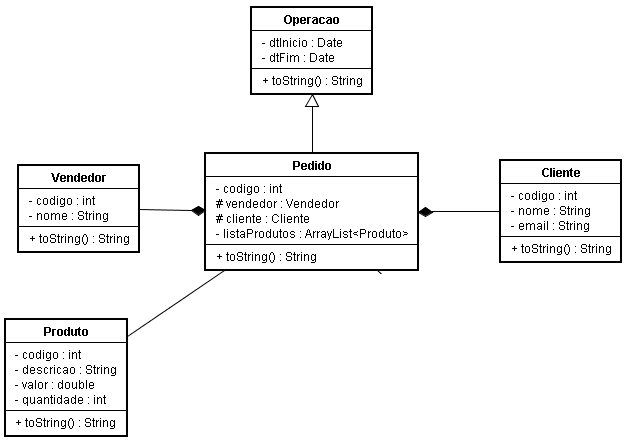 Operacao
- dtInicio : Date
- dtFim : Date
+ toString() : String
Vendedor
- codigo : int
- nome : String
+ toString() : String
Pedido
- codigo : int
# vendedor : Vendedor
# cliente : Cliente
- listaProdutos : ArrayList<Produto>
+ toString() : String
Cliente
- codigo : int
- nome : String
- email : String
+ toString() : String
Produto
- codigo : int
- descricao : String
- valor : double
- quantidade : int
+ toString() : String